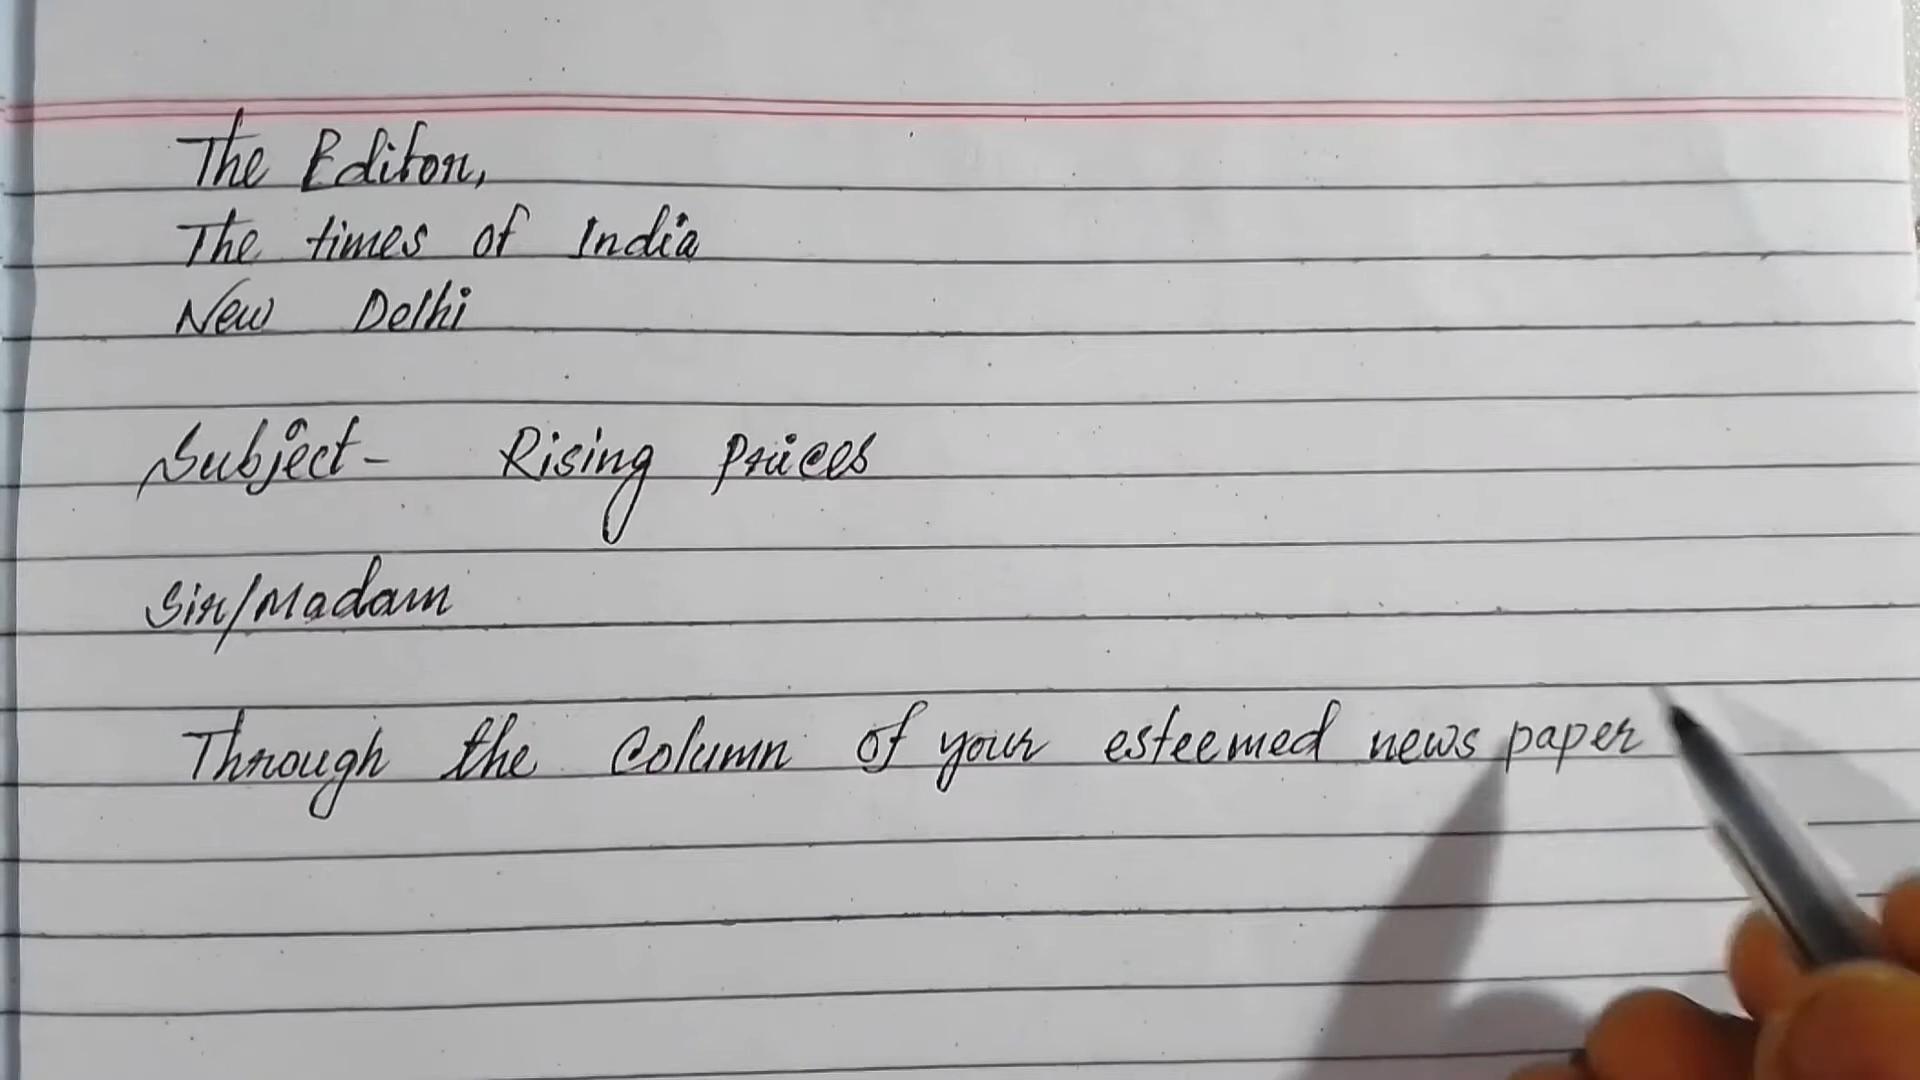 The Editor,
The times of India
New Delhi
Subject- Rising Prices
Sir/Madam
Through the Column of your esteemed news paper